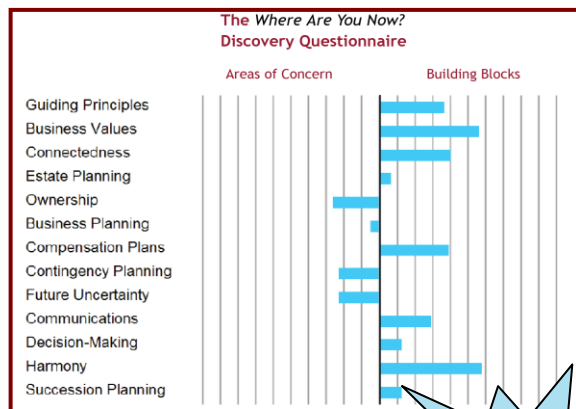 The Where Are You Now?
Discovery Questionnaire
Areas of Concern Building Blocks
Guiding Principles
Business Values
Connectedness
Estate Planning
Ownership
Business Planning
Compensation Plans
Contingency Planning
Future Uncertainty
Communications
Decision-Making
Harmony
Succession Planning